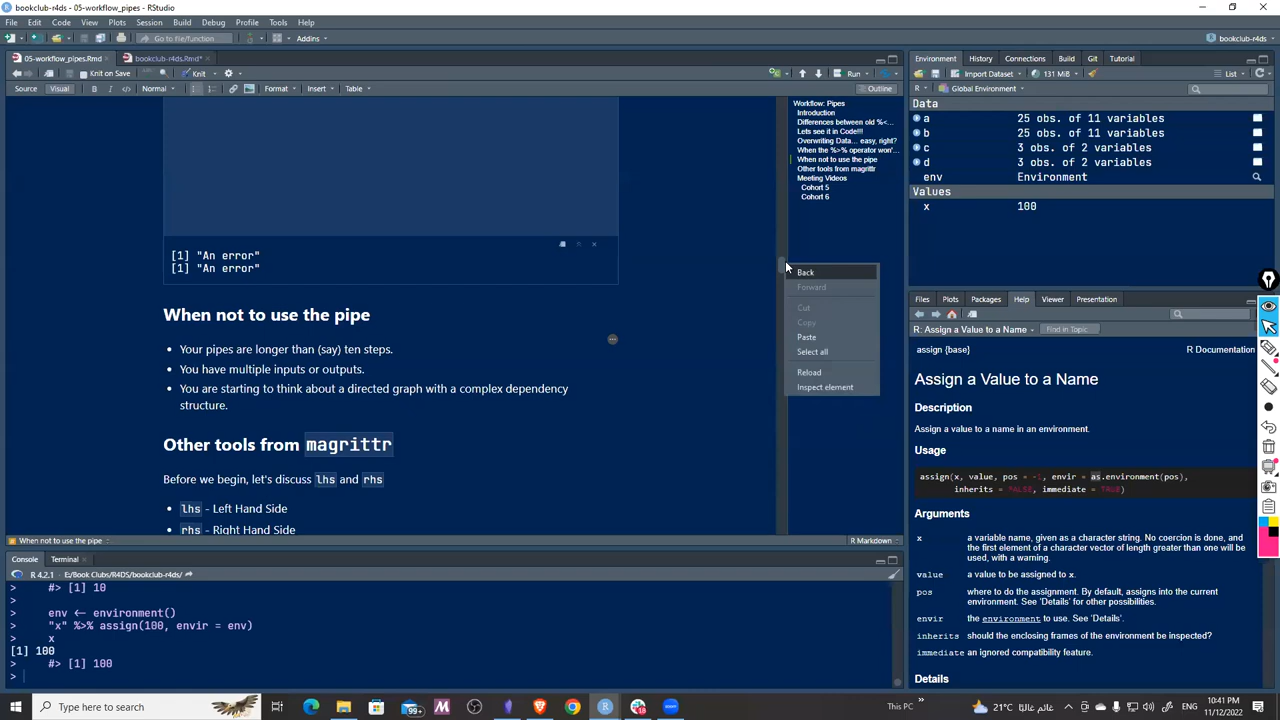 bookclub-r4ds - 05-workflow_pipes - RStudio
File Edit Code View Plots Session Build Debug Profile Tools Help
Go to file/function
Addins
bookclub-r4ds
05-workflow_pipes.Rmd
bookclub-r4ds.Rmd*
Knit on Save
Knit
Run
Source Visual
B I
Normal
Format
Insert
Table
Outline
[1] "An error"
[1] "An error"
When not to use the pipe
Your pipes are longer than (say) ten steps.
You have multiple inputs or outputs.
You are starting to think about a directed graph with a complex dependency
structure.
Other tools from magrittr
Before we begin, let's discuss lhs and rhs
lhs - Left Hand Side
rhs - Right Hand Side
When not to use the pipe
R Markdown
Workflow: Pipes
Introduction
Differences between old %<...
Lets see it in Code!!!
Overwriting Data... easy, right?
When the %>% operator won'...
When not to use the pipe
Other tools from magrittr
Meeting Videos
Cohort 5
Cohort 6
Back
Forward
Cut
Copy
Paste
Select all
Reload
Inspect element
Console Terminal
R 4.2.1 · E:/Book Clubs/R4DS/bookclub-r4ds/
> #> [1] 10
>
> env <- environment()
> "x" %>% assign(100, envir = env)
> x
[1] 100
> #> [1] 100
>
Environment History Connections Build Git Tutorial
Import Dataset
131 MiB
List
R
Global Environment
Data
a 25 obs. of 11 variables
b 25 obs. of 11 variables
c 3 obs. of 2 variables
d 3 obs. of 2 variables
env Environment
Values
x 100
Files Plots Packages Help Viewer Presentation
R: Assign a Value to a Name
Find in Topic
assign {base}
R Documentation
Assign a Value to a Name
Description
Assign a value to a name in an environment.
Usage
assign(x, value, pos = -1, envir = as.environment(pos),
inherits = FALSE, immediate = TRUE)
Arguments
x a variable name, given as a character string. No coercion is done, and
the first element of a character vector of length greater than one will be
used, with a warning.
value a value to be assigned to x.
pos where to do the assignment. By default, assigns into the current
environment. See 'Details' for other possibilities.
envir the environment to use. See 'Details'.
inherits should the enclosing frames of the environment be inspected?
immediate an ignored compatibility feature.
Details
Type here to search
99+
This PC
21°C
غائم غالبًا
10:41 PM
11/12/2022